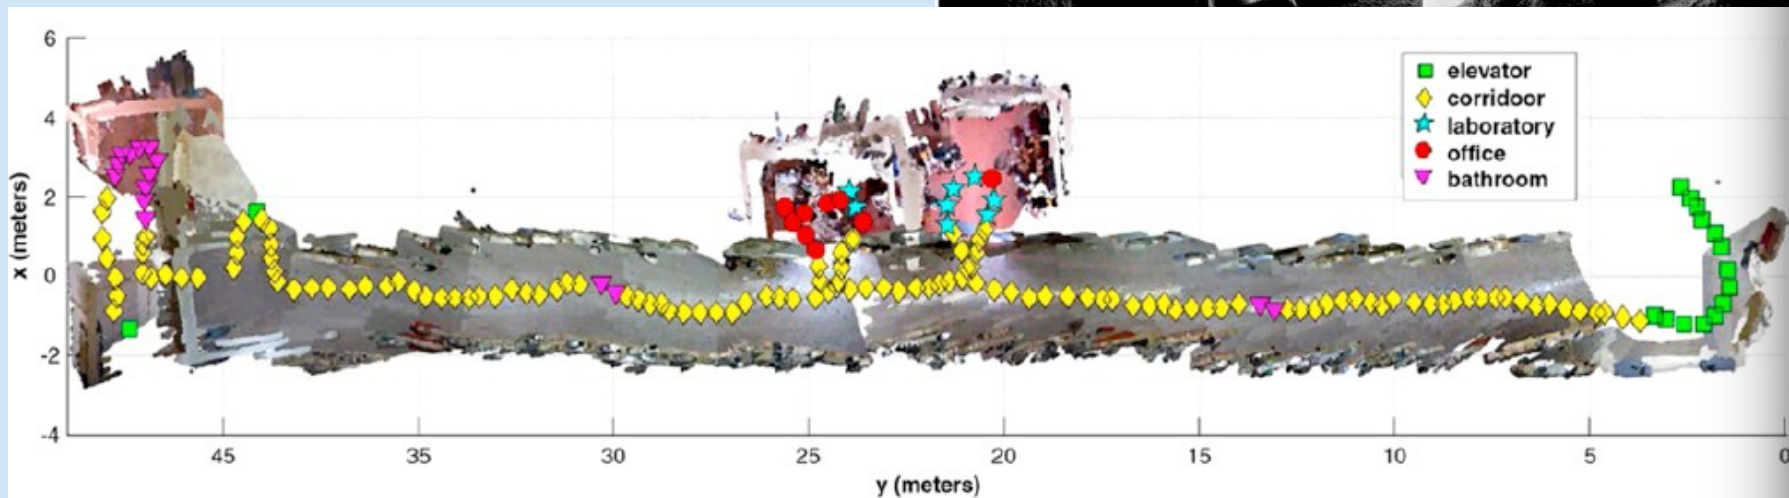 6
4
2
0
-2
-4
x (meters)
elevator
corridoor
laboratory
office
bathroom
45 35 30 25 20 15 10 5 0
y (meters)